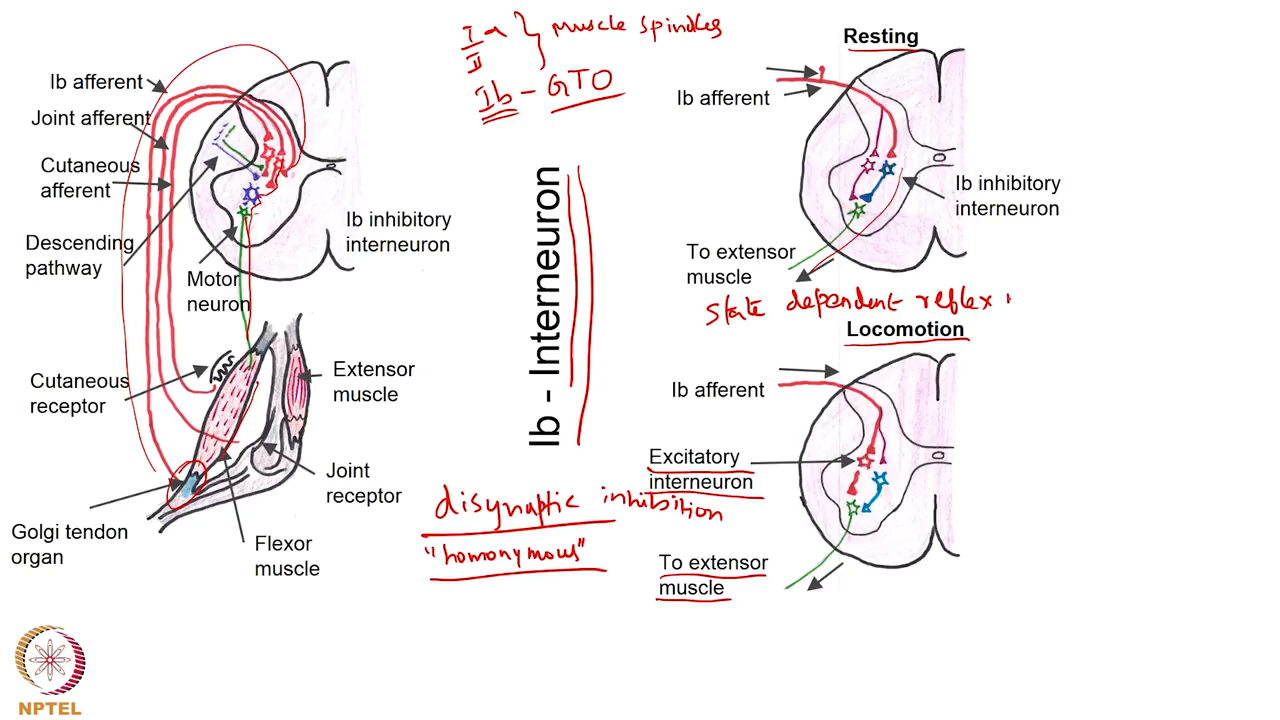 Ia } muscle spindles
II
Ib - GTO
Ib afferent
Joint afferent
Cutaneous
afferent
Descending
pathway
Motor
neuron
Ib inhibitory
interneuron
Cutaneous
receptor
Extensor
muscle
Joint
receptor
Golgi tendon
organ
Flexor
muscle
Ib - Interneuron
disynaptic inhibition
"homonymous"
Resting
Ib afferent
Ib inhibitory
interneuron
To extensor
muscle
state dependent reflex
Locomotion
Ib afferent
Excitatory
interneuron
To extensor
muscle
NPTEL